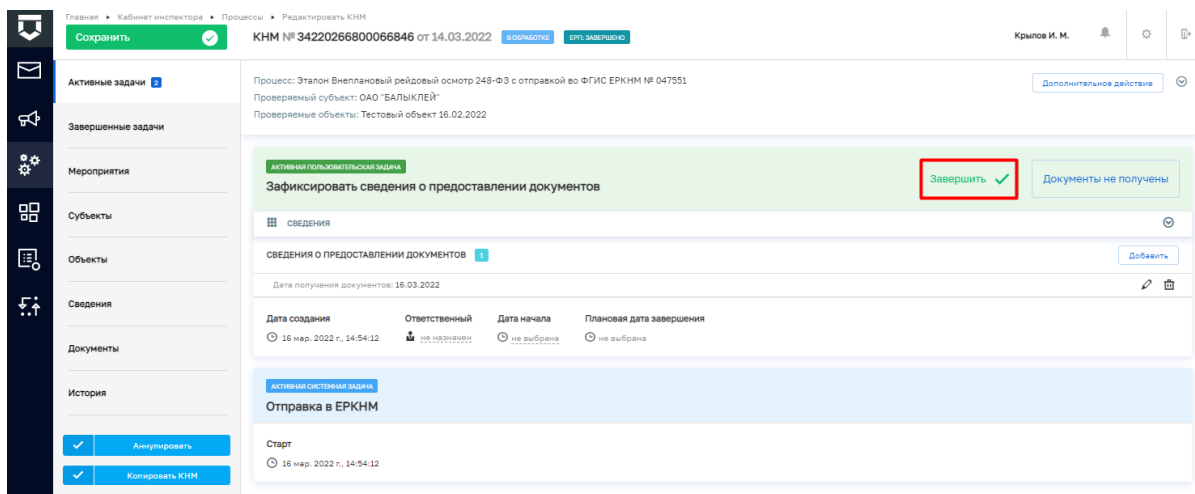 Главная ▸ Кабинет инспектора ▸ Процессы ▸ Редактировать КНМ
Сохранить
КНМ № 34220266800066846 от 14.03.2022 В ОБРАБОТКЕ ЕРП: ЗАВЕРШЕНО
Крылов И. М.
Активные задачи 2
Завершенные задачи
Мероприятия
Субъекты
Объекты
Сведения
Документы
История
Аннулировать
Копировать КНМ
Процесс: Эталон Внеплановый рейдовый осмотр 248-ФЗ с отправкой во ФГИС ЕРКНМ № 047551
Дополнительное действие
Проверяемый субъект: ОАО "БАЛЫКЛЕЙ"
Проверяемые объекты: Тестовый объект 16.02.2022
АКТИВНАЯ ПОЛЬЗОВАТЕЛЬСКАЯ ЗАДАЧА
Зафиксировать сведения о предоставлении документов
Завершить
Документы не получены
СВЕДЕНИЯ
СВЕДЕНИЯ О ПРЕДОСТАВЛЕНИИ ДОКУМЕНТОВ 1
Добавить
Дата получения документов: 16.03.2022
Дата создания Ответственный Дата начала Плановая дата завершения
16 мар. 2022 г., 14:54:12 не назначен не выбрана не выбрана
АКТИВНАЯ СИСТЕМНАЯ ЗАДАЧА
Отправка в ЕРКНМ
Старт
16 мар. 2022 г., 14:54:12